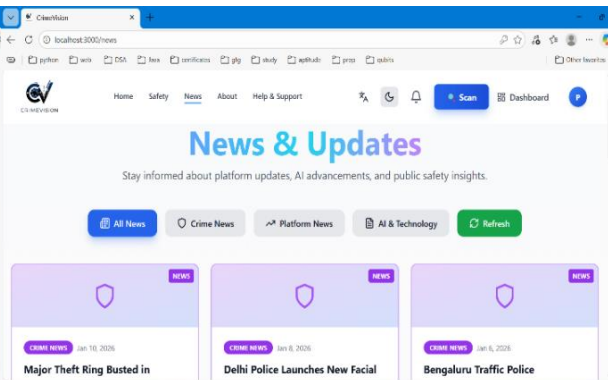 CrimeVision
localhost:3000/news
python web DSA Java certificates gfg study aptitude prep qubits Other favorites
CV
CRIMEVISION
Home Safety News About Help & Support Scan Dashboard P
News & Updates
Stay informed about platform updates, AI advancements, and public safety insights.
All News Crime News Platform News AI & Technology Refresh
NEWS NEWS NEWS
CRIME NEWS Jan 10, 2026 CRIME NEWS Jan 8, 2026 CRIME NEWS Jan 6, 2026
Major Theft Ring Busted in Delhi Police Launches New Facial Bengaluru Traffic Police